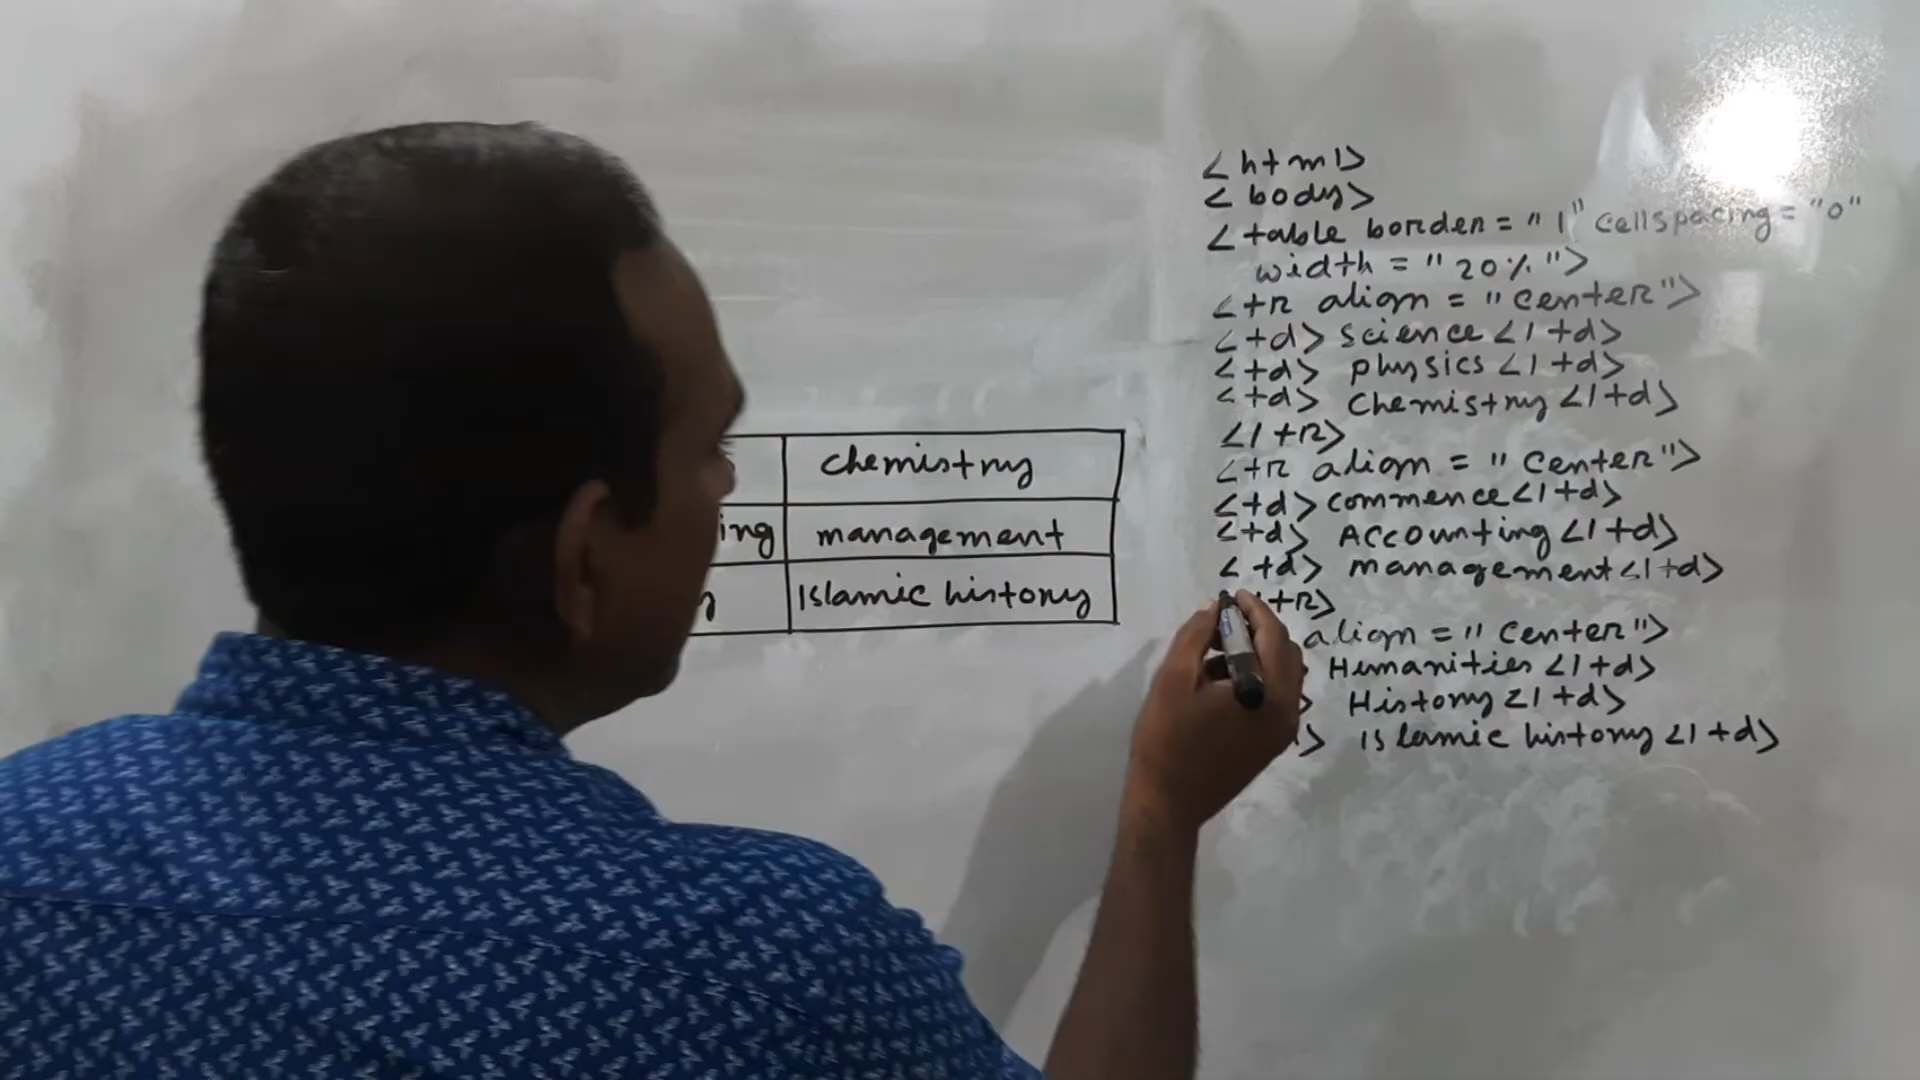 chemistry
ing management
Islamic history
<html>
<body>
<table border="1" cellspacing="0"
width="20%">
<tR align="center">
<td> science </td>
<td> physics </td>
<td> chemistry </td>
</tR>
<tR align="center">
<td> commerce </td>
<td> Accounting </td>
<td> management </td>
/tR>
align="center">
Humanities </td>
> History </td>
> Islamic history </td>